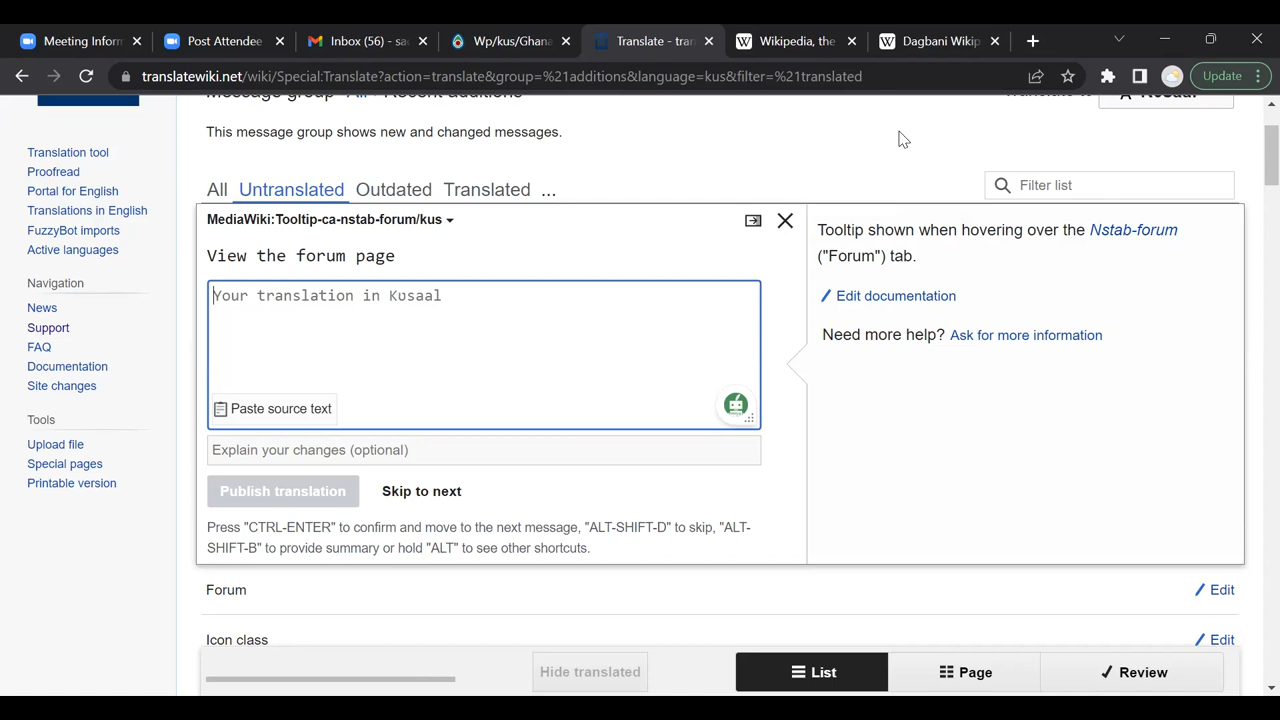 Meeting Inform
Post Attendee
Inbox (56) - sa
Wp/kus/Ghana
Translate - tran
Wikipedia, the
Dagbani Wikip
translatewiki.net/wiki/Special:Translate?action=translate&group=%21additions&language=kus&filter=%21translated
Update
Message group All Recent additions
This message group shows new and changed messages.
Translation tool
Proofread
Portal for English
Translations in English
FuzzyBot imports
Active languages
Navigation
News
Support
FAQ
Documentation
Site changes
Tools
Upload file
Special pages
Printable version
All Untranslated Outdated Translated ...
Filter list
MediaWiki:Tooltip-ca-nstab-forum/kus
View the forum page
Your translation in Kʋsaal
Paste source text
Explain your changes (optional)
Publish translation
Skip to next
Press "CTRL-ENTER" to confirm and move to the next message, "ALT-SHIFT-D" to skip, "ALT-
SHIFT-B" to provide summary or hold "ALT" to see other shortcuts.
Tooltip shown when hovering over the Nstab-forum
("Forum") tab.
Edit documentation
Need more help? Ask for more information
Forum
Edit
Icon class
Edit
Hide translated
List
Page
Review